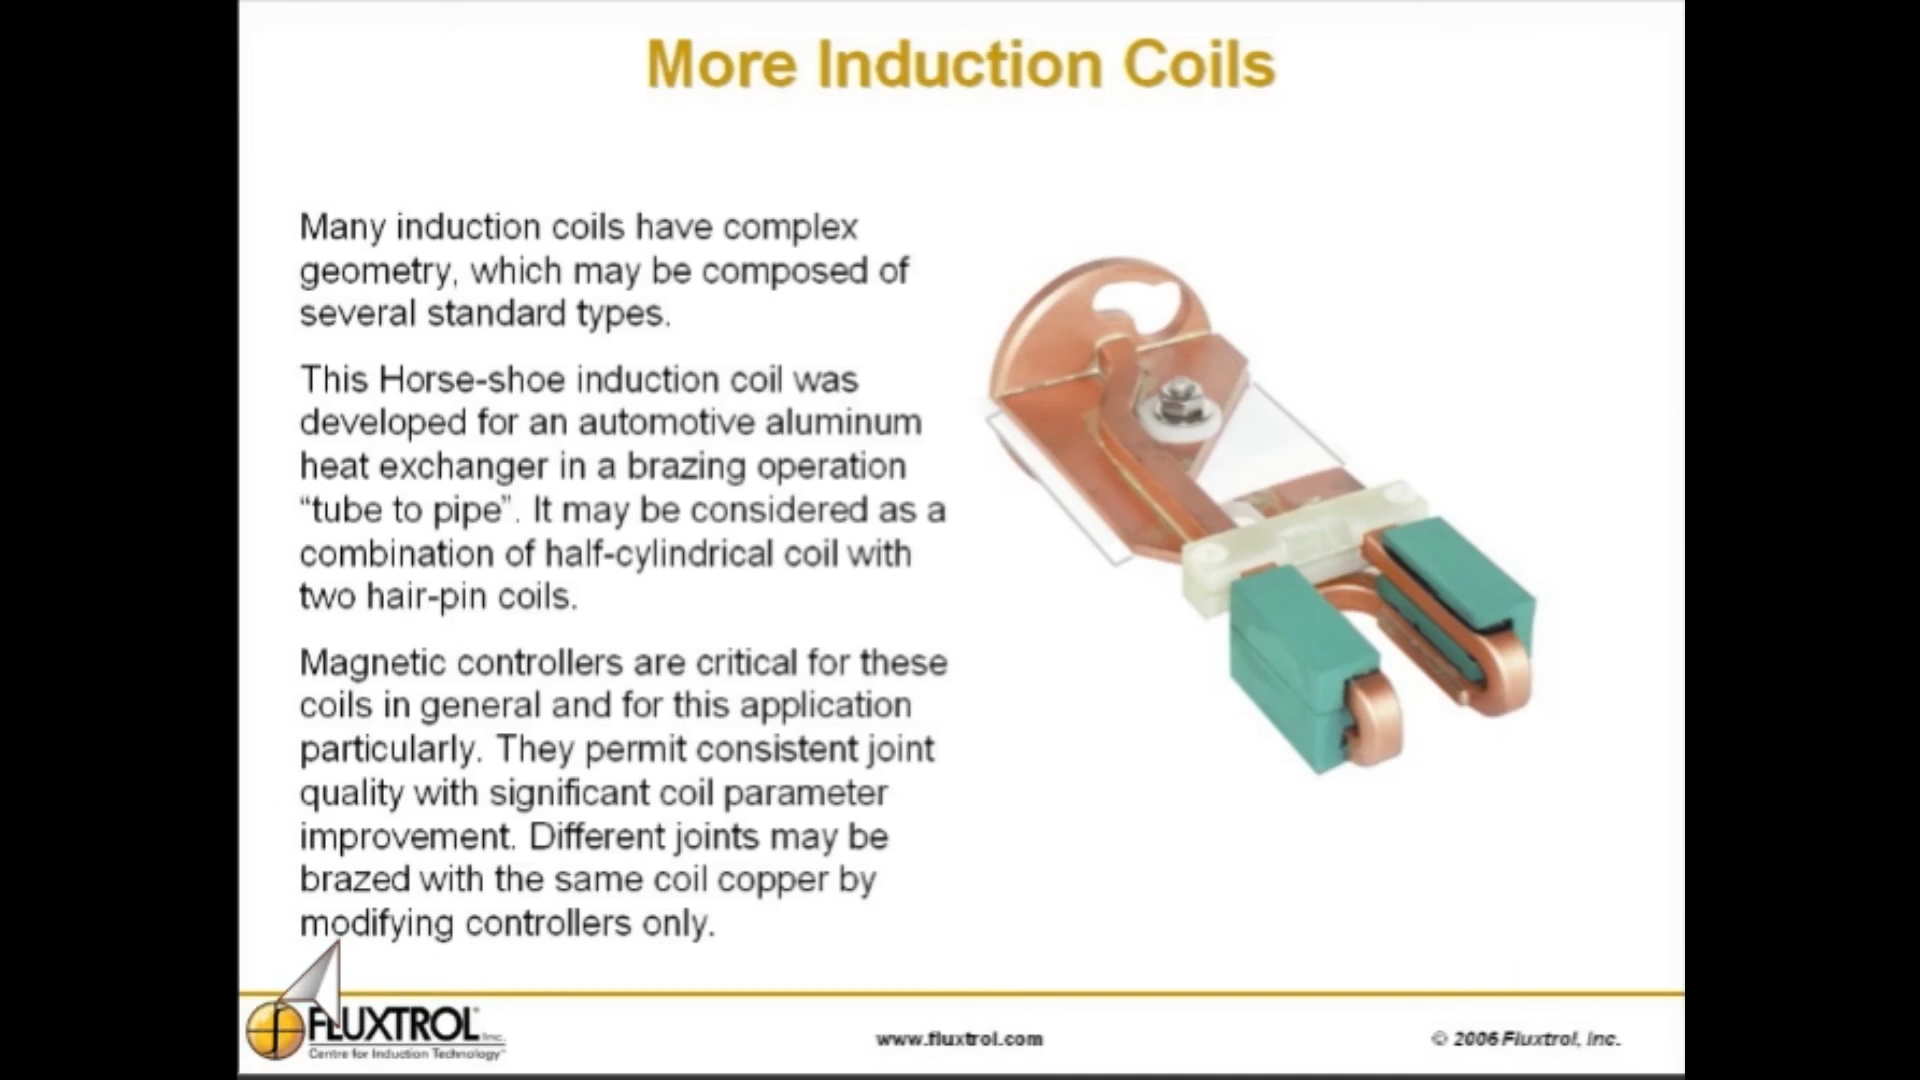 More Induction Coils
Many induction coils have complex
geometry, which may be composed of
several standard types.
This Horse-shoe induction coil was
developed for an automotive aluminum
heat exchanger in a brazing operation
“tube to pipe”. It may be considered as a
combination of half-cylindrical coil with
two hair-pin coils.
Magnetic controllers are critical for these
coils in general and for this application
particularly. They permit consistent joint
quality with significant coil parameter
improvement. Different joints may be
brazed with the same coil copper by
modifying controllers only.
FLUXTROL Inc.
Centre for Induction Technology™
www.fluxtrol.com
© 2006 Fluxtrol, Inc.